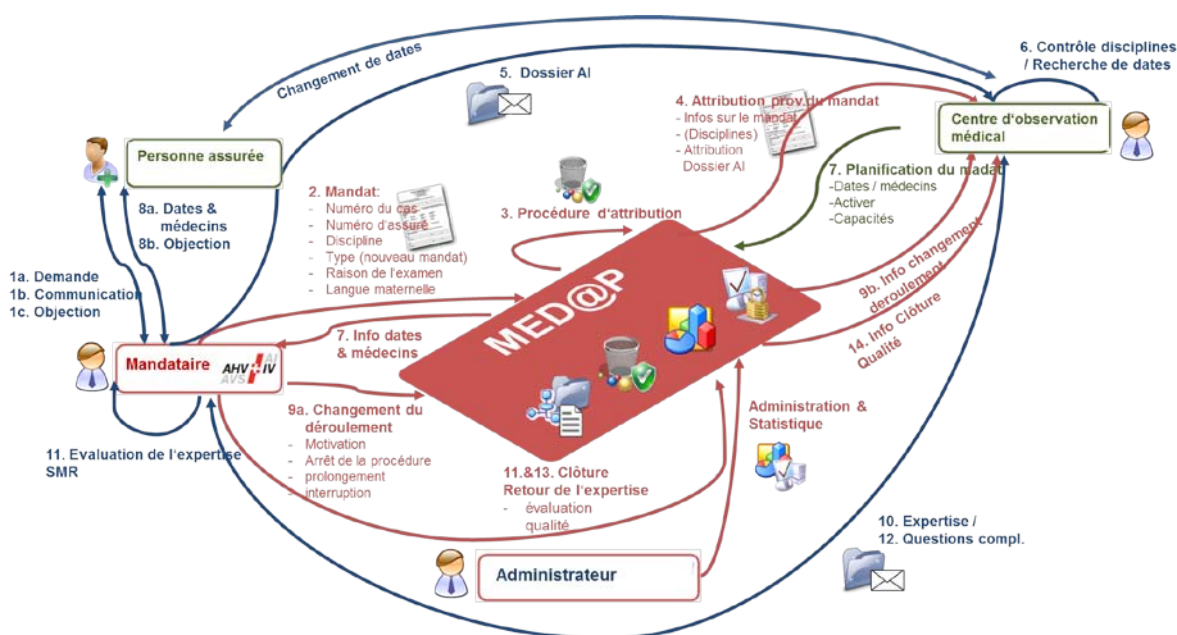 Changement de dates
5. Dossier AI
6. Contrôle disciplines
/ Recherche de dates
4. Attribution prov.du mandat
- Infos sur le mandat
- (Disciplines)
- Attribution
Dossier AI
Centre d'observation
médical
Personne assurée
7. Planification du madat
-Dates / médecins
-Activer
-Capacités
2. Mandat:
- Numéro du cas
- Numéro d'assuré
- Discipline
- Type (nouveau mandat)
- Raison de l'examen
- Langue maternelle
3. Procédure d'attribution
8a. Dates &
médecins
8b. Objection
1a. Demande
1b. Communication
1c. Objection
MED@P
9b. Info changement
deroulement
14. Info Clôture
Qualité
7. Info dates
& médecins
Mandataire
AHV IV
AVS AI
9a. Changement du
déroulement
- Motivation
- Arrêt de la procédure
- prolongement
- interruption
Administration &
Statistique
11. Evaluation de l'expertise
SMR
11.&13. Clôture
Retour de l'expertise
- évaluation
qualité
10. Expertise /
12. Questions compl.
Administrateur